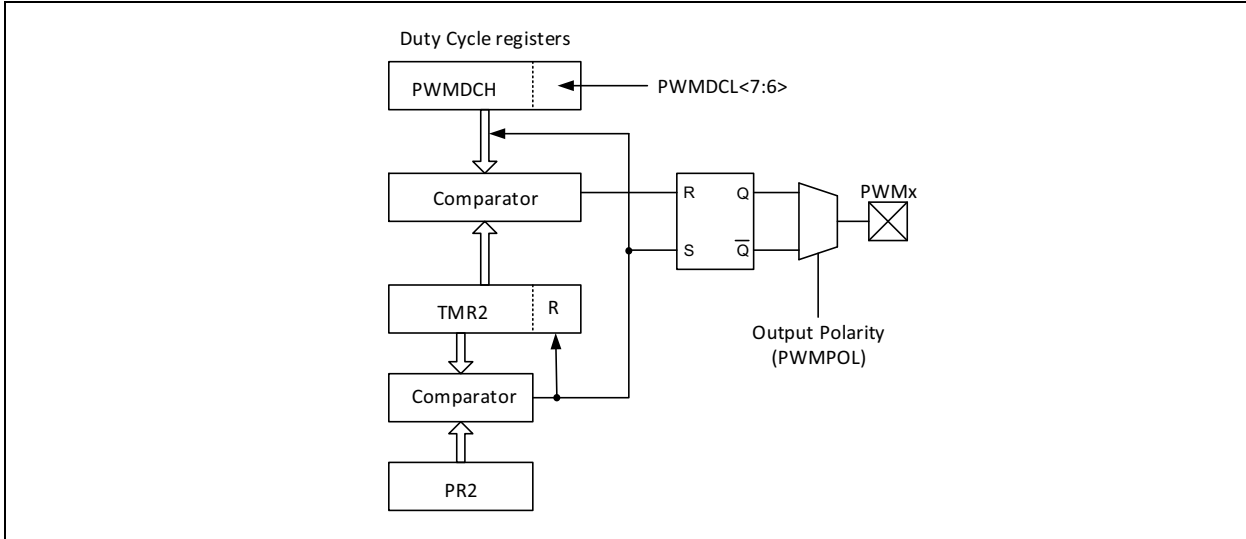 Duty Cycle registers
PWMDCH
PWMDCL<7:6>
Comparator
R
Q
PWMx
S
Q̅
TMR2
R
Output Polarity
(PWMPOL)
Comparator
PR2